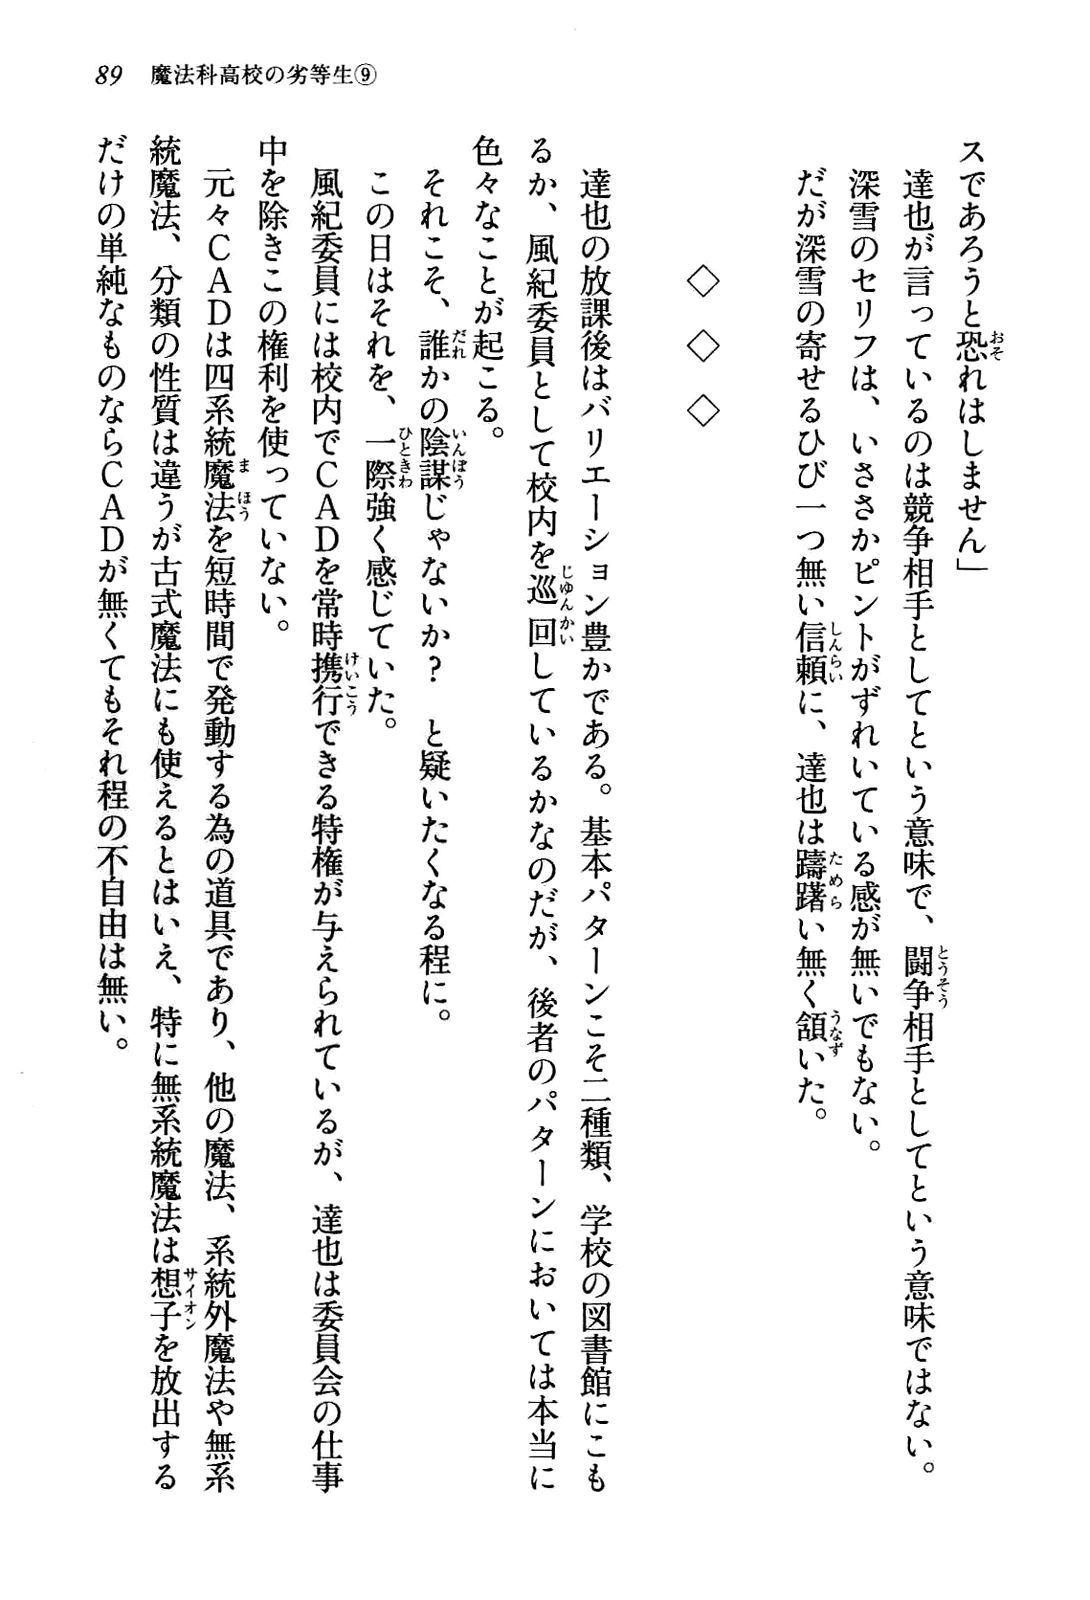 89 魔法科高校の劣等生⑨
スであろうと恐れはしません」
達也が言っているのは競争相手としてという意味で、闘争相手としてという意味ではない。
深雪のセリフは、いささかピントがずれいている感が無いでもない。
だが深雪の寄せるひび一つ無い信頼に、達也は躊躇い無く頷いた。
◇ ◇ ◇
達也の放課後はバリエーション豊かである。基本パターンこそ二種類、学校の図書館にこも
るか、風紀委員として校内を巡回しているかなのだが、後者のパターンにおいては本当に
色々なことが起こる。
それこそ、誰かの陰謀じゃないか？　と疑いたくなる程に。
この日はそれを、一際強く感じていた。
風紀委員には校内でＣＡＤを常時携行できる特権が与えられているが、達也は委員会の仕事
中を除きこの権利を使っていない。
元々ＣＡＤは四系統魔法を短時間で発動する為の道具であり、他の魔法、系統外魔法や無系
統魔法、分類の性質は違うが古式魔法にも使えるとはいえ、特に無系統魔法は想子を放出する
だけの単純なものならＣＡＤが無くてもそれ程の不自由は無い。